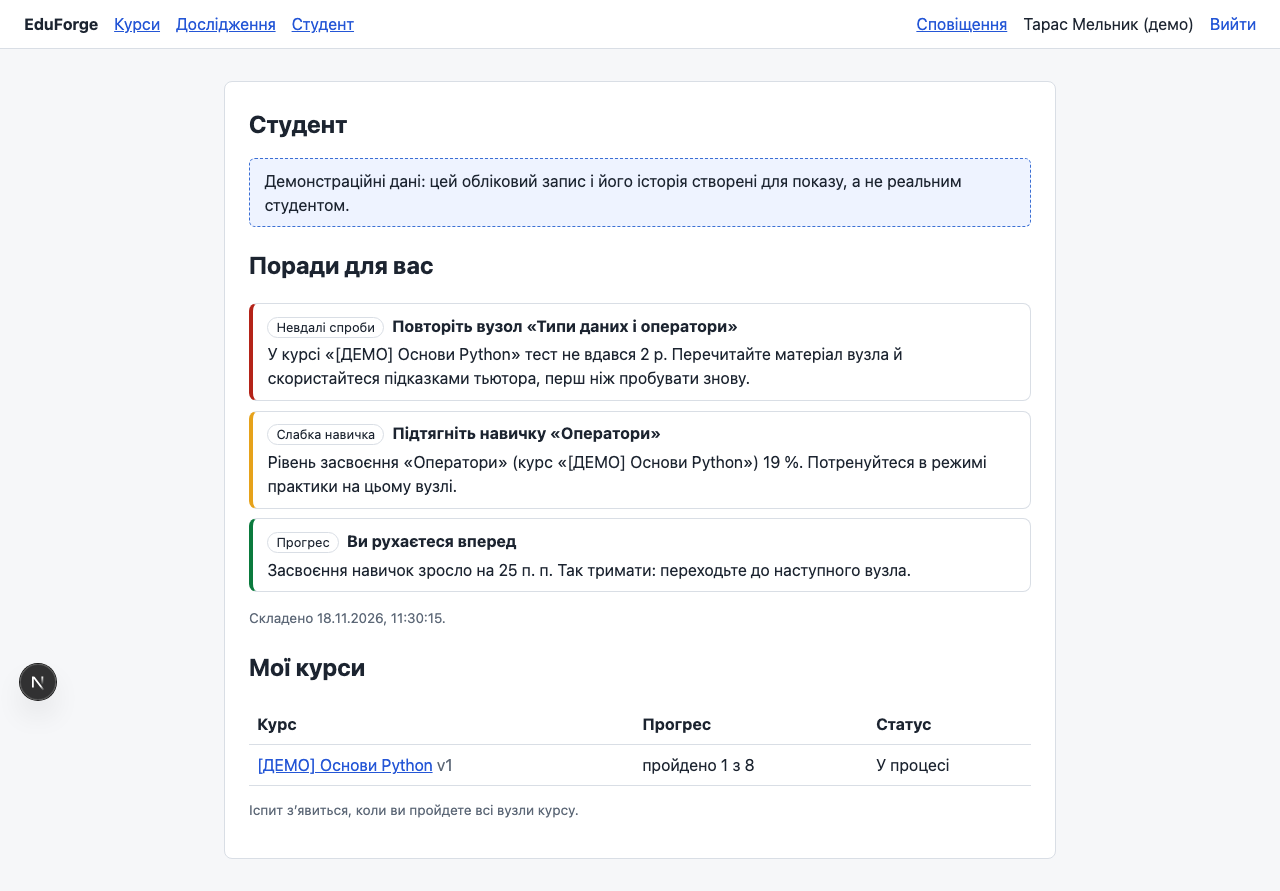 EduForge Курси Дослідження Студент Сповіщення Тарас Мельник (демо) Вийти
Студент
Демонстраційні дані: цей обліковий запис і його історія створені для показу, а не реальним
студентом.
Поради для вас
Невдалі спроби Повторіть вузол «Типи даних і оператори»
У курсі «[ДЕМО] Основи Python» тест не вдався 2 р. Перечитайте матеріал вузла й
скористайтеся підказками тьютора, перш ніж пробувати знову.
Слабка навичка Підтягніть навичку «Оператори»
Рівень засвоєння «Оператори» (курс «[ДЕМО] Основи Python») 19 %. Потренуйтеся в режимі
практики на цьому вузлі.
Прогрес Ви рухаєтеся вперед
Засвоєння навичок зросло на 25 п. п. Так тримати: переходьте до наступного вузла.
Складено 18.11.2026, 11:30:15.
Мої курси
Курс Прогрес Статус
[ДЕМО] Основи Python v1 пройдено 1 з 8 У процесі
Іспит зʼявиться, коли ви пройдете всі вузли курсу.
N